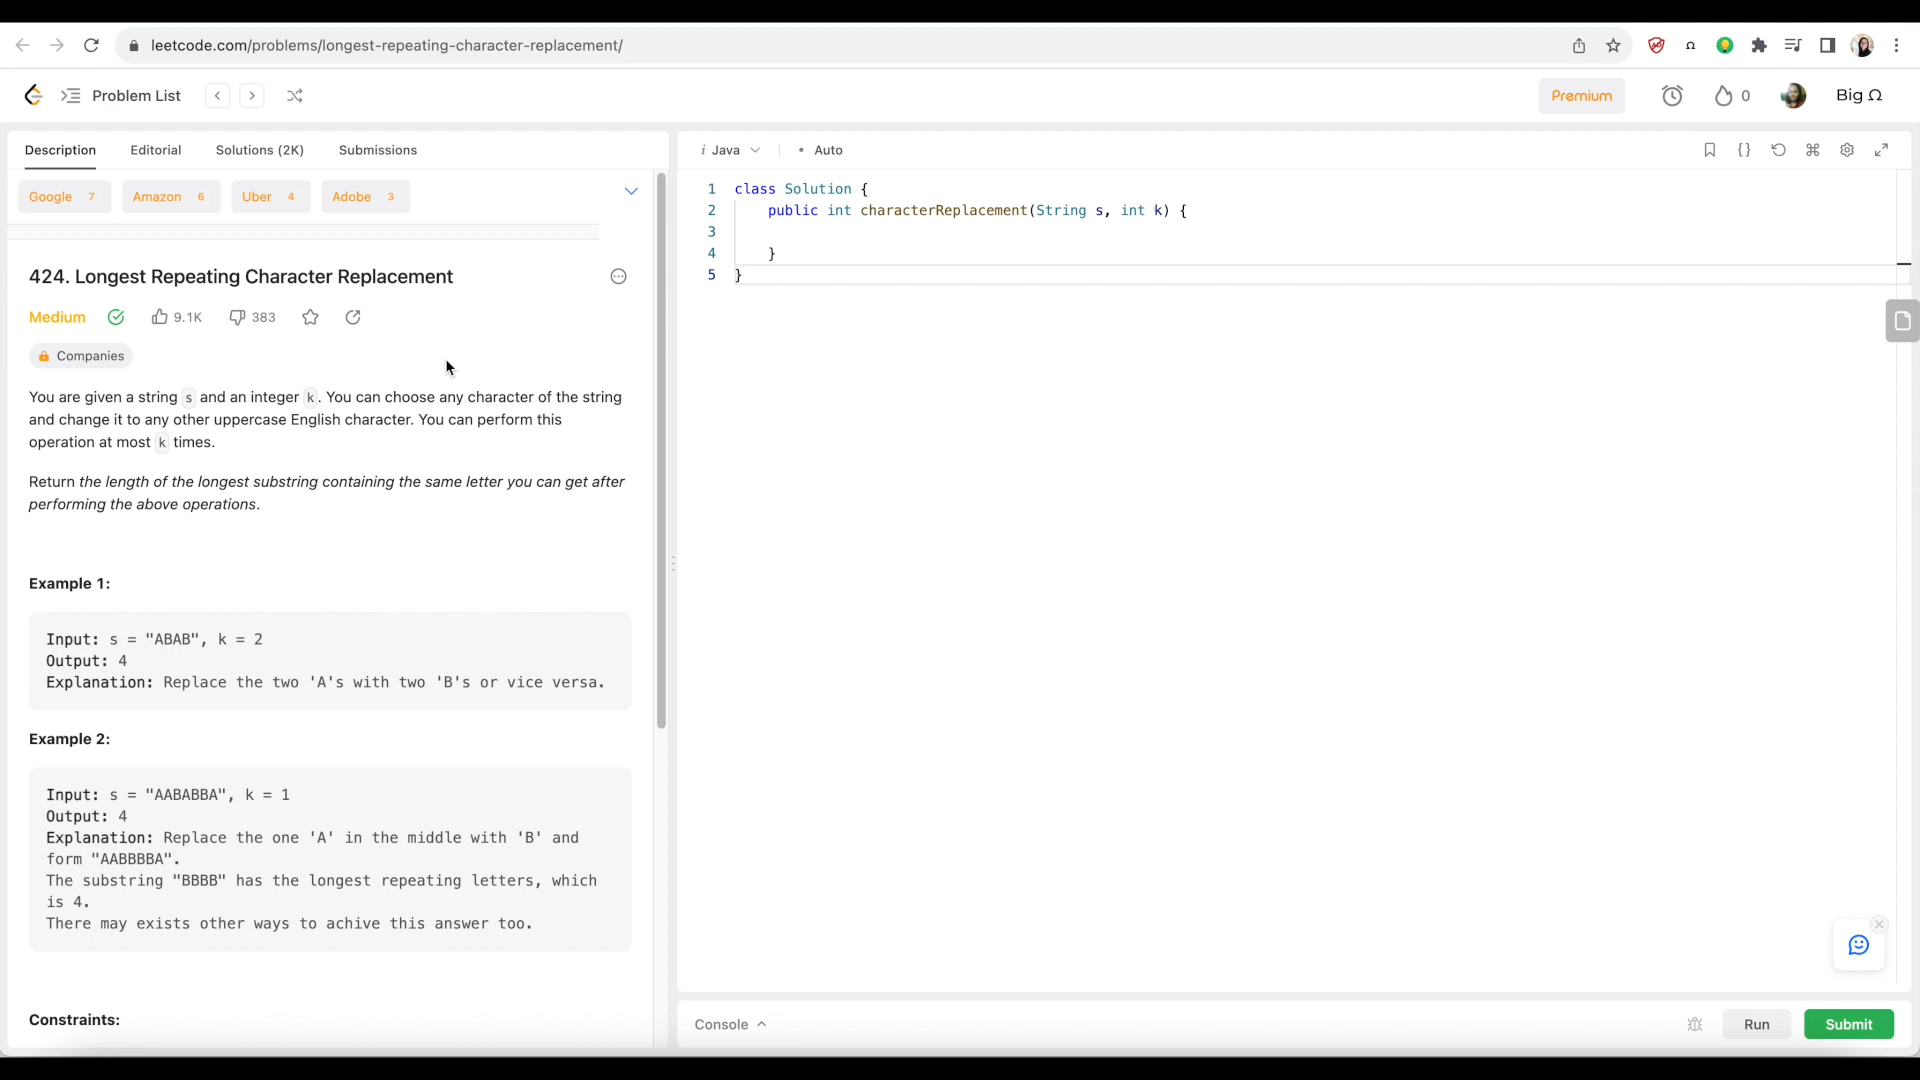 leetcode.com/problems/longest-repeating-character-replacement/
Problem List
Premium
0
Big Ω
Description Editorial Solutions (2K) Submissions
Google 7 Amazon 6 Uber 4 Adobe 3
424. Longest Repeating Character Replacement
Medium 9.1K 383
Companies
You are given a string s and an integer k. You can choose any character of the string
and change it to any other uppercase English character. You can perform this
operation at most k times.
Return the length of the longest substring containing the same letter you can get after
performing the above operations.
Example 1:
Input: s = "ABAB", k = 2
Output: 4
Explanation: Replace the two 'A's with two 'B's or vice versa.
Example 2:
Input: s = "AABABBA", k = 1
Output: 4
Explanation: Replace the one 'A' in the middle with 'B' and
form "AABBBBA".
The substring "BBBB" has the longest repeating letters, which
is 4.
There may exists other ways to achive this answer too.
Constraints:
i Java • Auto
1 class Solution {
2 public int characterReplacement(String s, int k) {
3
4 }
5 }
Console
Run
Submit